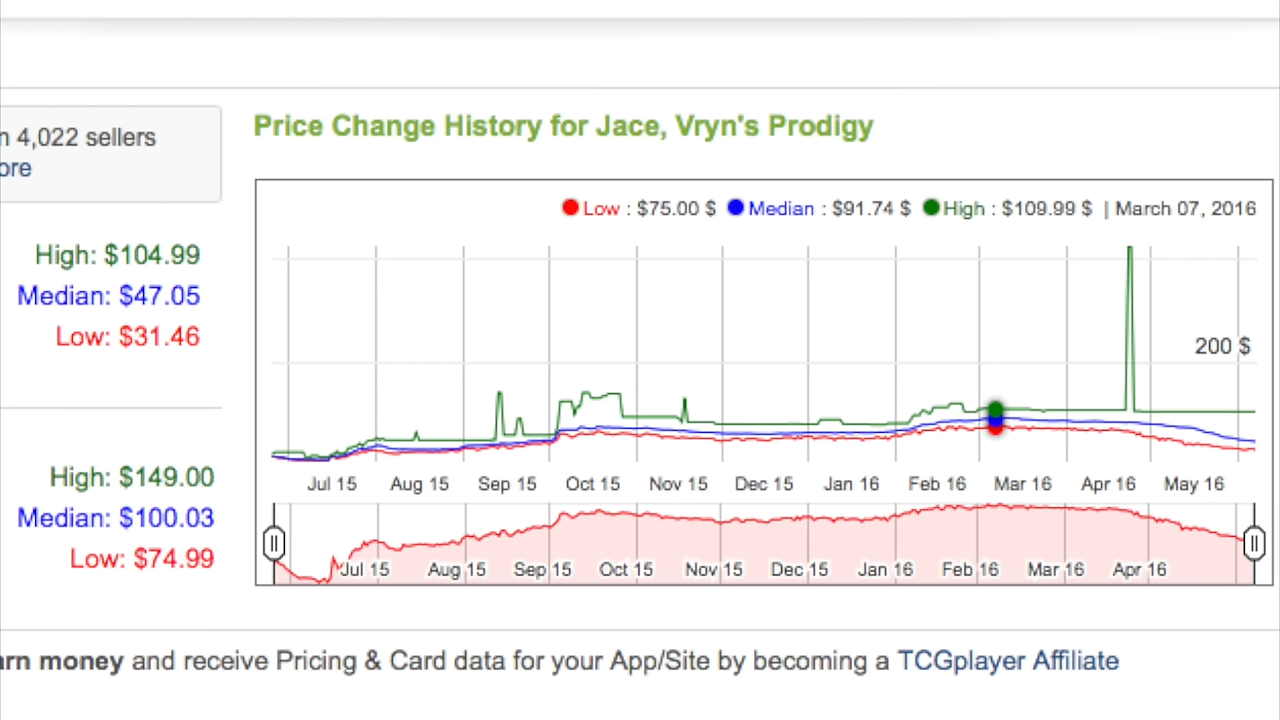 n 4,022 sellers
ore
High: $104.99
Median: $47.05
Low: $31.46
High: $149.00
Median: $100.03
Low: $74.99
Price Change History for Jace, Vryn's Prodigy
Low : $75.00 $ Median : $91.74 $ High : $109.99 $ | March 07, 2016
200 $
Jul 15 Aug 15 Sep 15 Oct 15 Nov 15 Dec 15 Jan 16 Feb 16 Mar 16 Apr 16 May 16
Jul 15 Aug 15 Sep 15 Oct 15 Nov 15 Dec 15 Jan 16 Feb 16 Mar 16 Apr 16
arn money and receive Pricing & Card data for your App/Site by becoming a TCGplayer Affiliate